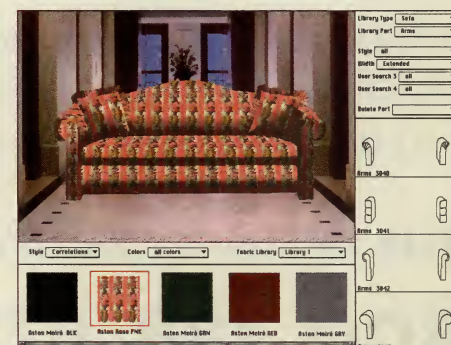 Library Type Sofa
Library Part Arms
Style all
Width Extended
User Search 3 all
User Search 4 all
Delete Part
Arms 3040
Arms 3041
Arms 3042
Style Correlations Colors all colors Fabric Library Library 1
Aston Moiré BLK Aston Rose PNK Aston Moiré GRN Aston Moiré RED Aston Moiré GRY